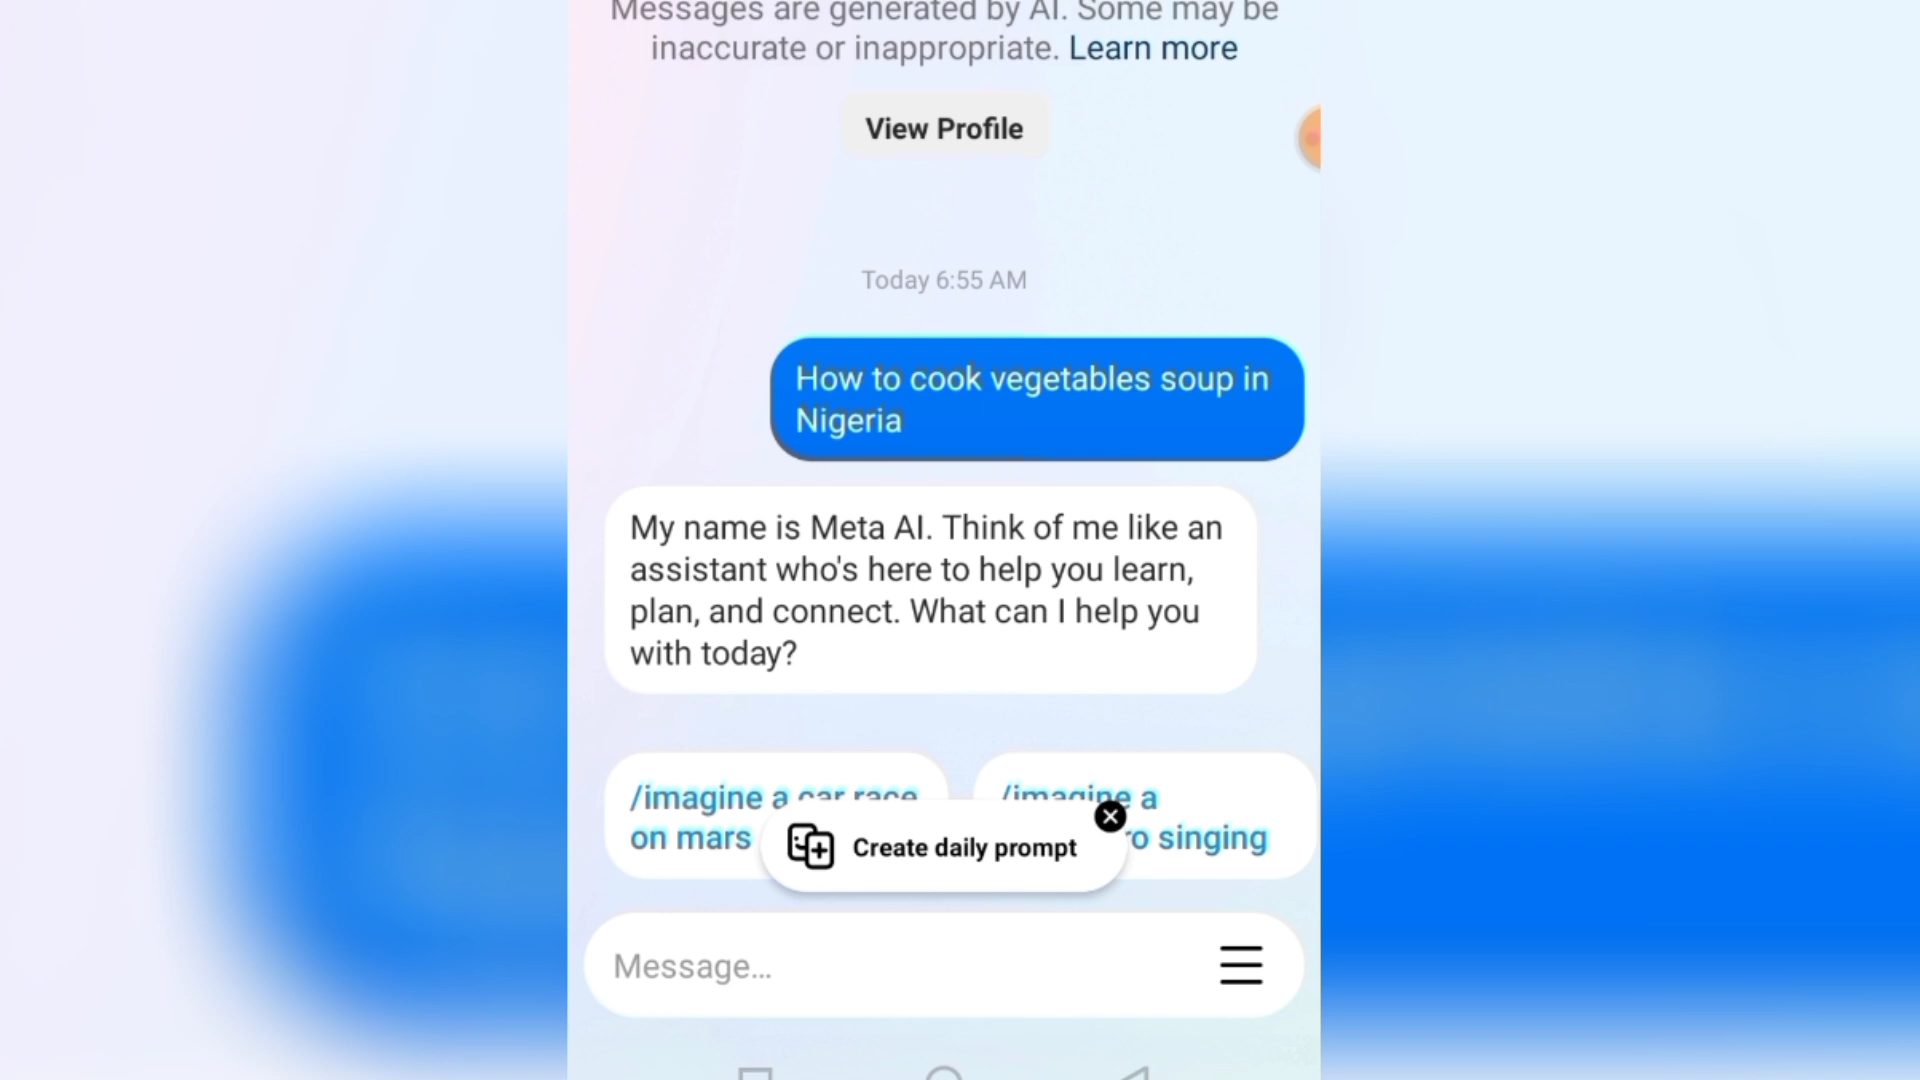 Messages are generated by AI. Some may be
inaccurate or inappropriate. Learn more
View Profile
Today 6:55 AM
How to cook vegetables soup in
Nigeria
My name is Meta AI. Think of me like an
assistant who's here to help you learn,
plan, and connect. What can I help you
with today?
/imagine a car race
on mars
/imagine a
singing
Create daily prompt
Message...